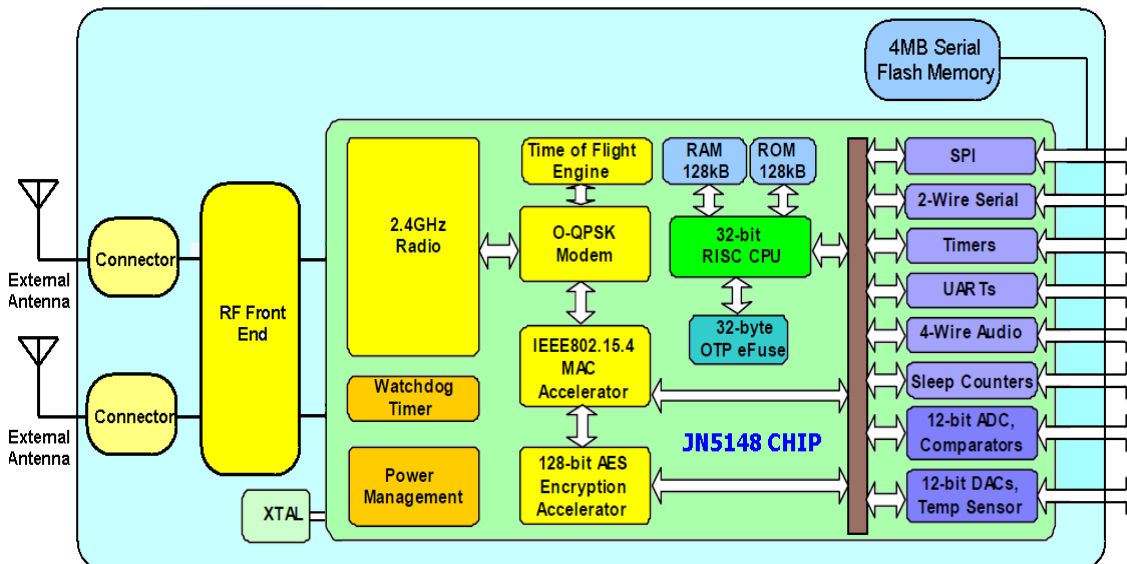 4MB Serial
Flash Memory
External
Antenna
Connector
External
Antenna
Connector
RF Front
End
XTAL
2.4GHz
Radio
Watchdog
Timer
Power
Management
Time of Flight
Engine
O-QPSK
Modem
IEEE802.15.4
MAC
Accelerator
128-bit AES
Encryption
Accelerator
RAM
128kB
ROM
128kB
32-bit
RISC CPU
32-byte
OTP eFuse
JN5148 CHIP
SPI
2-Wire Serial
Timers
UARTs
4-Wire Audio
Sleep Counters
12-bit ADC,
Comparators
12-bit DACs,
Temp Sensor